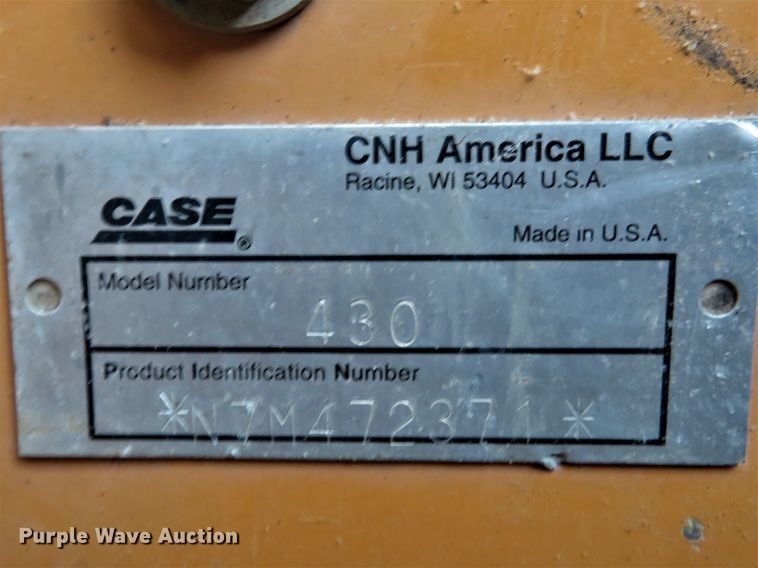 CNH America LLC
Racine, WI 53404 U.S.A.
CASE®
Made in U.S.A.
Model Number
430
Product Identification Number
*N7M472371*
Purple Wave Auction